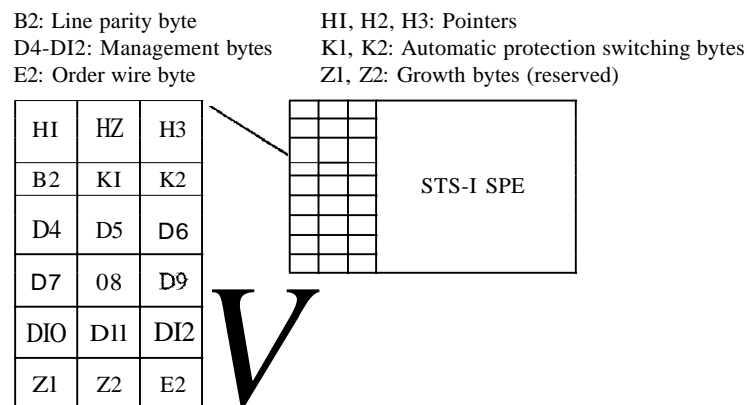 B2: Line parity byte HI, H2, H3: Pointers
D4-DI2: Management bytes K1, K2: Automatic protection switching bytes
E2: Order wire byte Z1, Z2: Growth bytes (reserved)
HI HZ H3
B2 KI K2
STS-I SPE
D4 D5 D6
D7 08 D9
DIO D11 DI2
Z1 Z2 E2
V